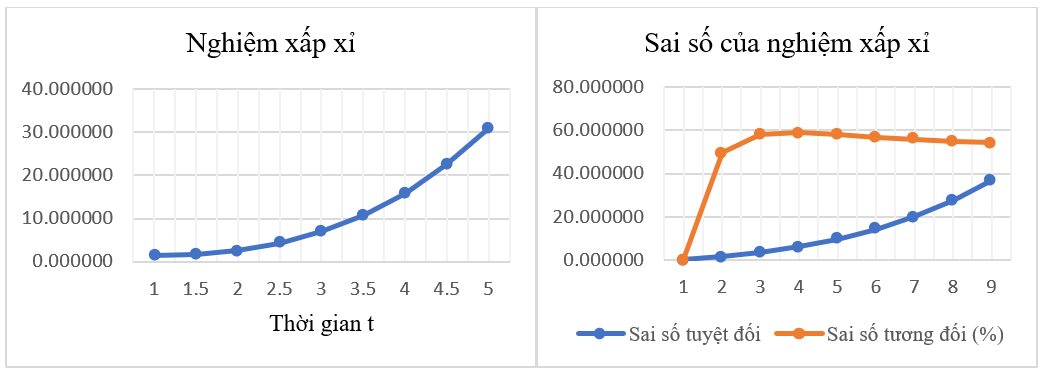 Nghiệm xấp xỉ
40.000000
30.000000
20.000000
10.000000
0.000000
1 1.5 2 2.5 3 3.5 4 4.5 5
Thời gian t
Sai số của nghiệm xấp xỉ
80.000000
60.000000
40.000000
20.000000
0.000000
1 2 3 4 5 6 7 8 9
Sai số tuyệt đối Sai số tương đối (%)